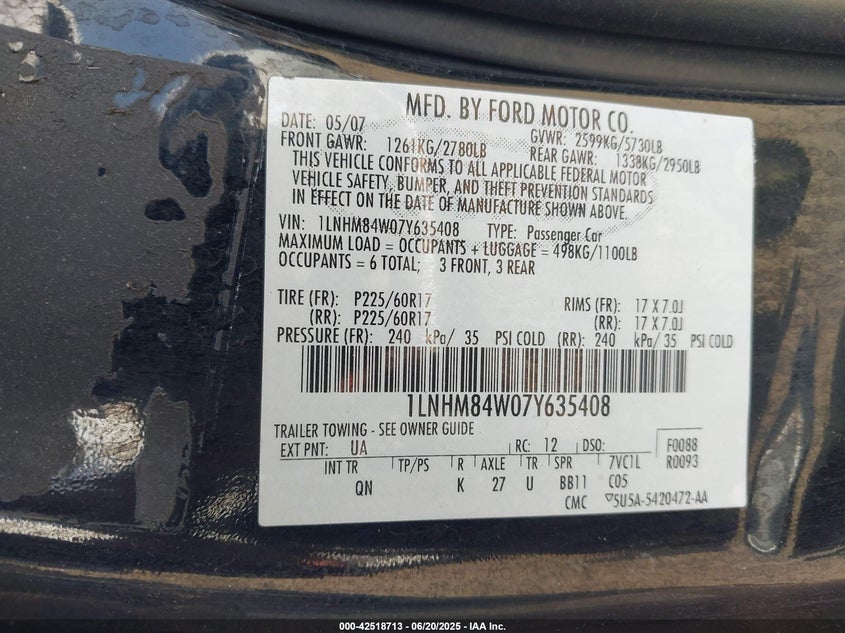 MFD. BY FORD MOTOR CO.
DATE: 05/07 GVWR: 2599KG/5730LB
FRONT GAWR: 1261KG/2780LB REAR GAWR: 1338KG/2950LB
THIS VEHICLE CONFORMS TO ALL APPLICABLE FEDERAL MOTOR
VEHICLE SAFETY, BUMPER, AND THEFT PREVENTION STANDARDS
IN EFFECT ON THE DATE OF MANUFACTURE SHOWN ABOVE.
VIN: 1LNHM84W07Y635408 TYPE: Passenger Car
MAXIMUM LOAD = OCCUPANTS + LUGGAGE = 498KG/1100LB
OCCUPANTS = 6 TOTAL; 3 FRONT, 3 REAR
TIRE (FR): P225/60R17 RIMS (FR): 17 X 7.0J
(RR): P225/60R17 (RR): 17 X 7.0J
PRESSURE (FR): 240 kPa/ 35 PSI COLD (RR): 240 kPa/ 35 PSI COLD
1LNHM84W07Y635408
TRAILER TOWING - SEE OWNER GUIDE
EXT PNT: UA RC: 12 DSO: F0088
INT TR TP/PS R AXLE TR SPR 7VC1L R0093
QN K 27 U BB11 C05
CMC ▽5U5A-5420472-AA
000-42518713 - 06/20/2025 - IAA Inc.